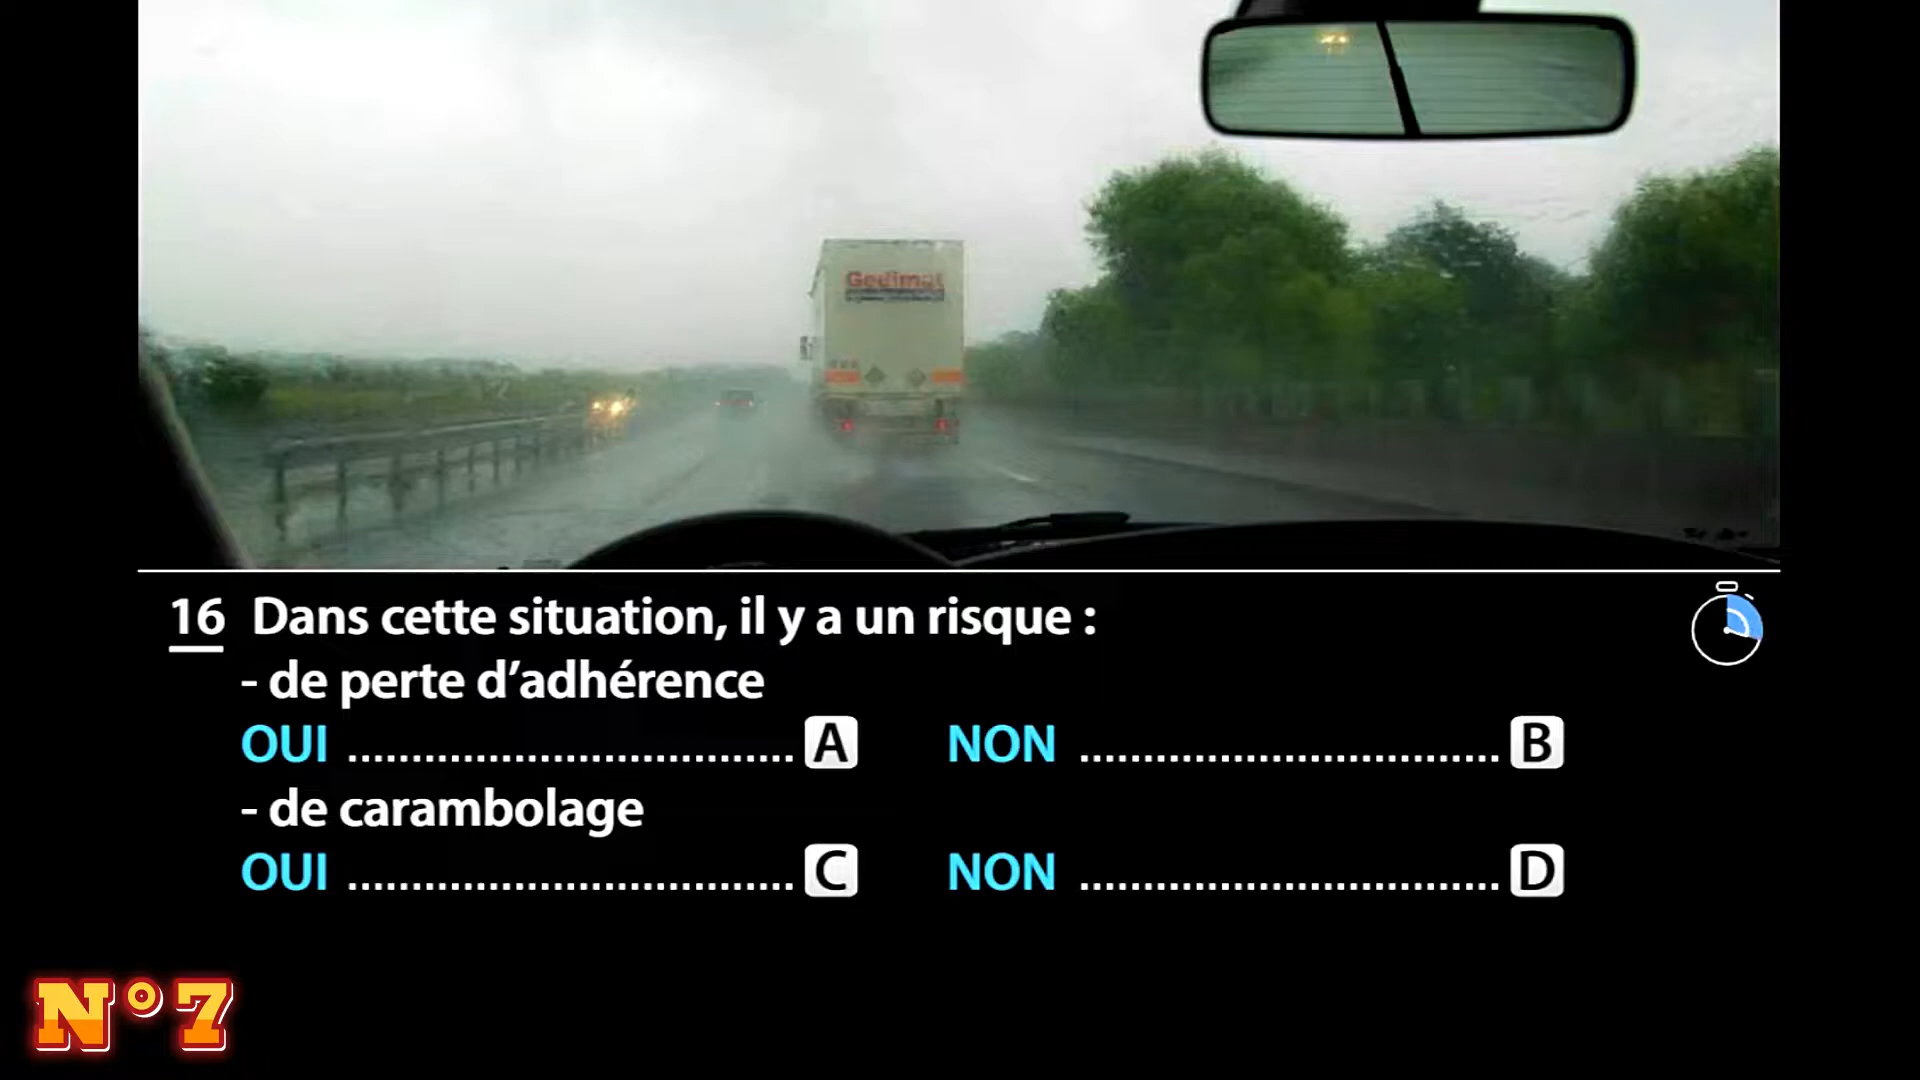 Gedimat
16 Dans cette situation, il y a un risque :
- de perte d’adhérence
OUI ................................... A NON ................................. B
- de carambolage
OUI ................................... C NON ................................. D
N°7